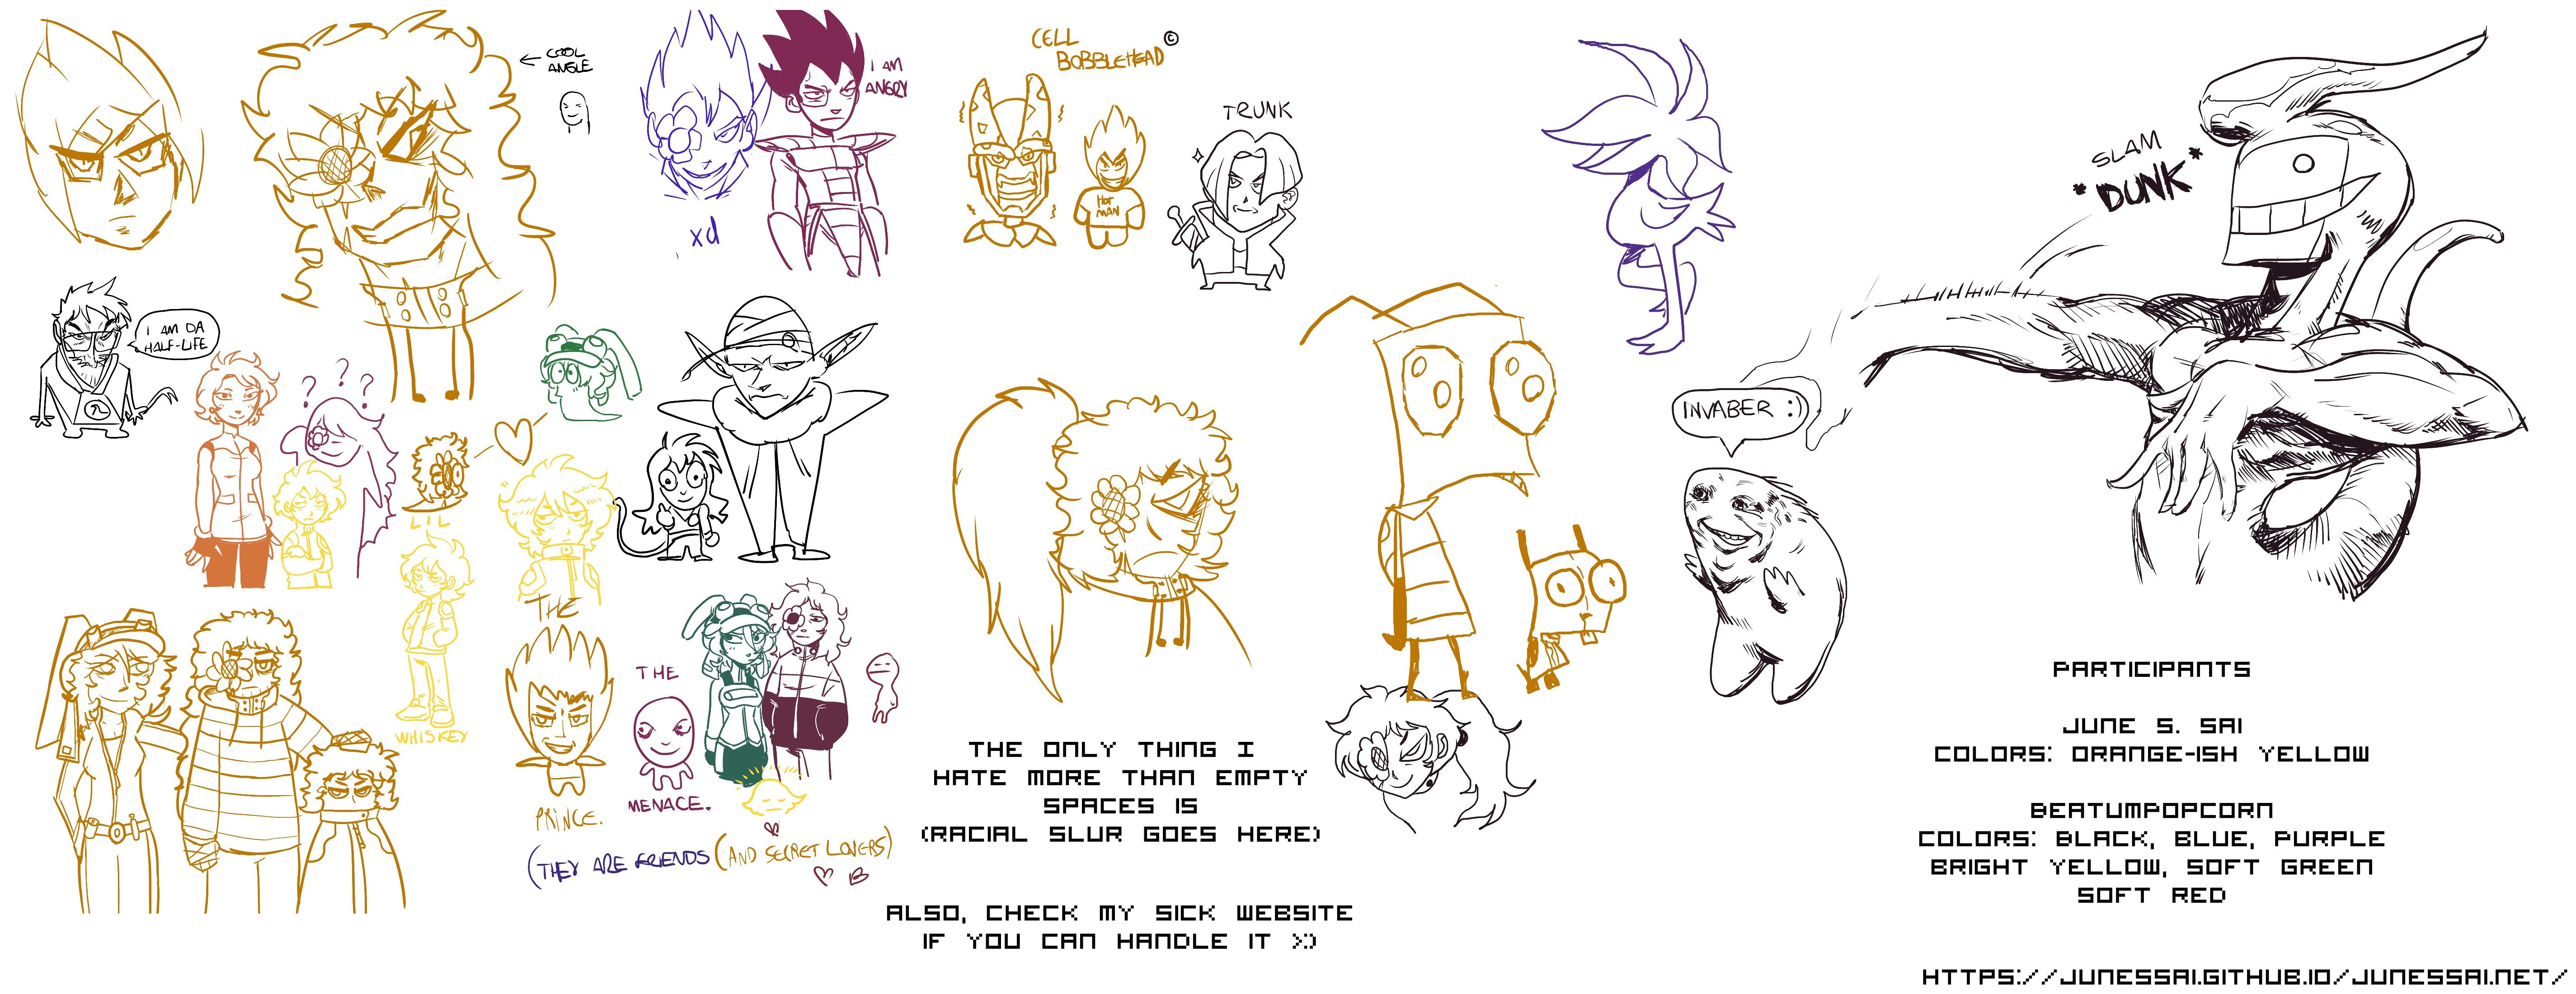 ← COOL
ANGLE
I AM
ANGRY
xd
CELL
BOBBLEHEAD ©
HOT
MAN
TRUNK
SLAM
*DUNK*
I AM DA
HALF-LIFE
λ
? ? ?
INVABER :)
LIL
WHISKEY
THE
PRINCE.
THE
MENACE.
(THEY ARE FRIENDS (AND SECRET LOVERS)
THE ONLY THING I
HATE MORE THAN EMPTY
SPACES IS
(RACIAL SLUR GOES HERE)
ALSO, CHECK MY SICK WEBSITE
IF YOU CAN HANDLE IT >:)
PARTICIPANTS
JUNE S. SAI
COLORS: ORANGE-ISH YELLOW
BEATUMPOPCORN
COLORS: BLACK, BLUE, PURPLE
BRIGHT YELLOW, SOFT GREEN
SOFT RED
HTTPS://JUNESSAI.GITHUB.IO/JUNESSAI.NET/